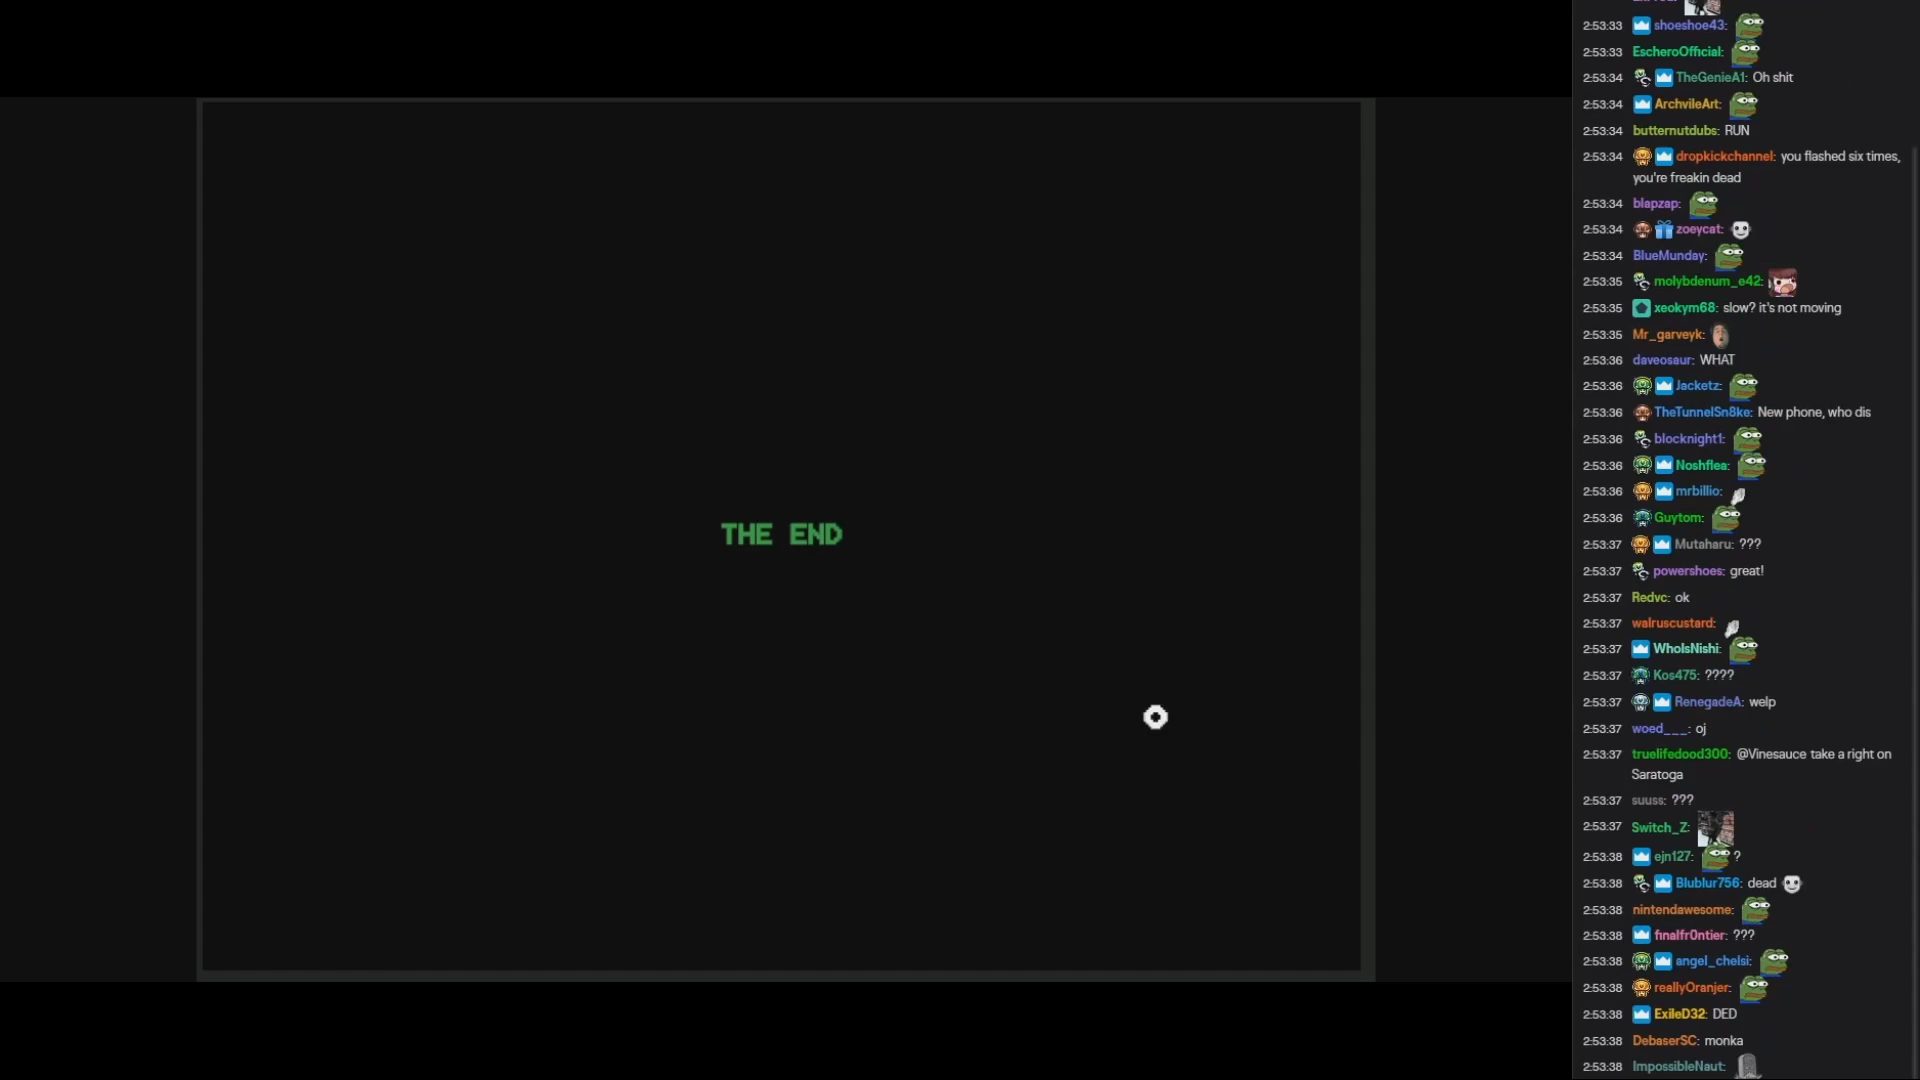 THE END
2:53:33 shoeshoe43:
2:53:33 EscheroOfficial:
2:53:34 TheGenieA1: Oh shit
2:53:34 ArchvileArt:
2:53:34 butternutdubs: RUN
2:53:34 dropkickchannel: you flashed six times,
you're freakin dead
2:53:34 blapzap:
2:53:34 zoeycat:
2:53:34 BlueMunday:
2:53:35 molybdenum_e42:
2:53:35 xeokym68: slow? it's not moving
2:53:35 Mr_garveyk:
2:53:36 daveosaur: WHAT
2:53:36 Jacketz:
2:53:36 TheTunnelSn8ke: New phone, who dis
2:53:36 blocknight1:
2:53:36 Noshflea:
2:53:36 mrbillio:
2:53:36 Guytom:
2:53:37 Mutaharu: ???
2:53:37 powershoes: great!
2:53:37 Redvc: ok
2:53:37 walruscustard:
2:53:37 WhoIsNishi:
2:53:37 Kos475: ????
2:53:37 RenegadeA: welp
2:53:37 woed___: oj
2:53:37 truelifedood300: @Vinesauce take a right on
Saratoga
2:53:37 suuss: ???
2:53:37 Switch_Z:
2:53:38 ejn127: ?
2:53:38 Blublur756: dead
2:53:38 nintendawesome:
2:53:38 finalfr0ntier: ???
2:53:38 angel_chelsi:
2:53:38 reallyOranjer:
2:53:38 ExileD32: DED
2:53:38 DebaserSC: monka
2:53:38 ImpossibleNaut: